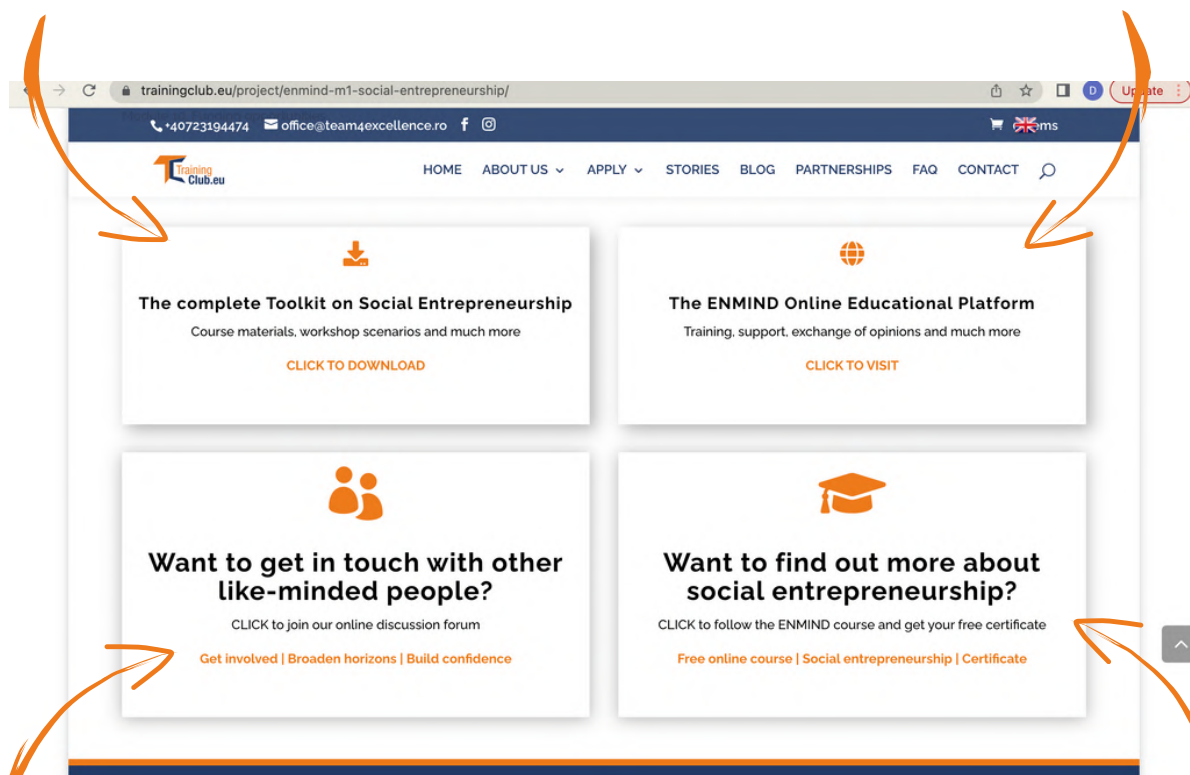 trainingclub.eu/project/enmind-m1-social-entrepreneurship/
D
Update
+40723194474 office@team4excellence.ro
Training
Club.eu
HOME ABOUT US APPLY STORIES BLOG PARTNERSHIPS FAQ CONTACT
The complete Toolkit on Social Entrepreneurship
Course materials, workshop scenarios and much more
CLICK TO DOWNLOAD
The ENMIND Online Educational Platform
Training, support, exchange of opinions and much more
CLICK TO VISIT
Want to get in touch with other
like-minded people?
CLICK to join our online discussion forum
Get involved | Broaden horizons | Build confidence
Want to find out more about
social entrepreneurship?
CLICK to follow the ENMIND course and get your free certificate
Free online course | Social entrepreneurship | Certificate